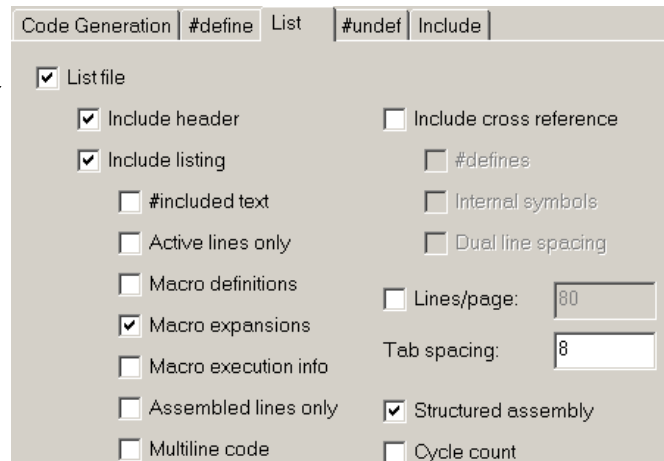 Code Generation #define List #undef Include
List file
Include header
Include listing
#included text
Active lines only
Macro definitions
Macro expansions
Macro execution info
Assembled lines only
Multiline code
Include cross reference
#defines
Internal symbols
Dual line spacing
Lines/page: 80
Tab spacing: 8
Structured assembly
Cycle count